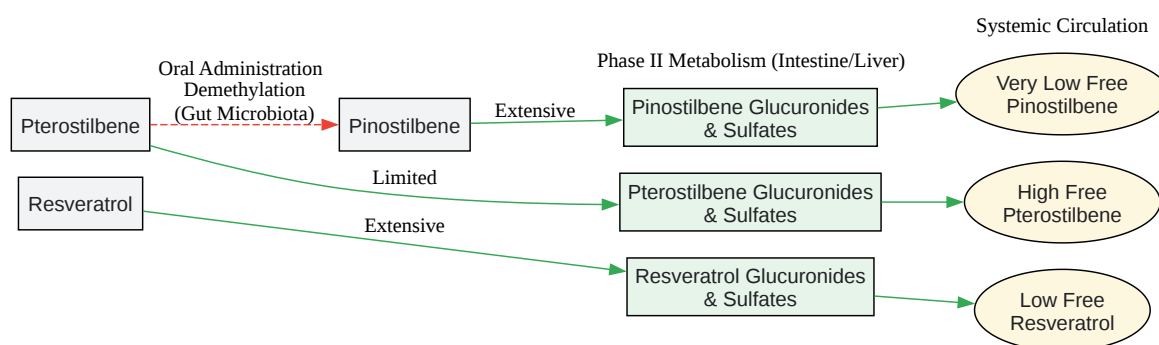 Systemic Circulation
Oral Administration
Demethylation
(Gut Microbiota)
Phase II Metabolism (Intestine/Liver)
Pterostilbene
Pinostilbene
Extensive
Pinostilbene Glucuronides
& Sulfates
Very Low Free
Pinostilbene
Limited
Pterostilbene Glucuronides
& Sulfates
High Free
Pterostilbene
Resveratrol
Extensive
Resveratrol Glucuronides
& Sulfates
Low Free
Resveratrol